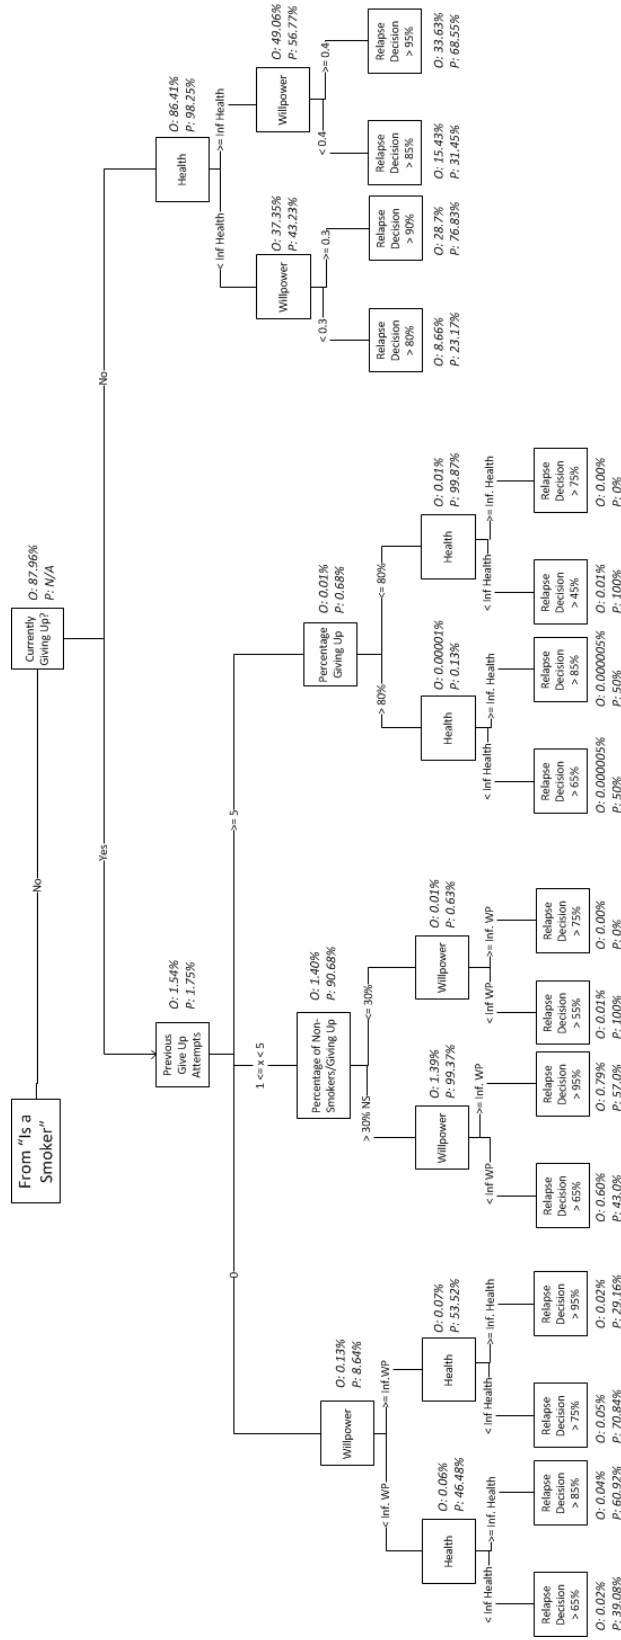 From "Is a
Smoker"
No
Currently
Giving Up?
O: 87.96%
P: N/A
Yes
No
Previous
Give Up
Attempts
O: 1.54%
P: 1.75%
Health
O: 86.41%
P: 98.25%
0
1 <= x < 5
>= 5
< Inf Health
>= Inf Health
Willpower
O: 0.13%
P: 8.64%
Percentage of Non-
Smokers/Giving Up
O: 1.40%
P: 90.68%
Percentage
Giving Up
O: 0.01%
P: 0.68%
Willpower
O: 37.35%
P: 43.23%
Willpower
O: 49.06%
P: 56.77%
< Inf. WP
>= Inf.WP
> 30% NS
<= 30%
> 80%
<= 80%
< 0.3
>= 0.3
< 0.4
>= 0.4
Health
O: 0.06%
P: 46.48%
Health
O: 0.07%
P: 53.52%
Willpower
O: 1.39%
P: 99.37%
Willpower
O: 0.01%
P: 0.63%
Health
O: 0.00001%
P: 0.13%
Health
O: 0.01%
P: 99.87%
Relapse
Decision
> 80%
O: 8.66%
P: 23.17%
Relapse
Decision
> 90%
O: 28.7%
P: 76.83%
Relapse
Decision
> 85%
O: 15.43%
P: 31.45%
Relapse
Decision
> 95%
O: 33.63%
P: 68.55%
< Inf Health
>= Inf. Health
< Inf Health
>= Inf. Health
< Inf WP
>= Inf. WP
< Inf WP
>= Inf. WP
< Inf Health
>= Inf. Health
< Inf Health
>= Inf. Health
Relapse
Decision
> 65%
O: 0.02%
P: 39.08%
Relapse
Decision
> 85%
O: 0.04%
P: 60.92%
Relapse
Decision
> 75%
O: 0.05%
P: 70.84%
Relapse
Decision
> 95%
O: 0.02%
P: 29.16%
Relapse
Decision
> 65%
O: 0.60%
P: 43.0%
Relapse
Decision
> 95%
O: 0.79%
P: 57.0%
Relapse
Decision
> 55%
O: 0.01%
P: 100%
Relapse
Decision
> 75%
O: 0.00%
P: 0%
Relapse
Decision
> 65%
O: 0.000005%
P: 50%
Relapse
Decision
> 85%
O: 0.000005%
P: 50%
Relapse
Decision
> 45%
O: 0.01%
P: 100%
Relapse
Decision
> 75%
O: 0.00%
P: 0%